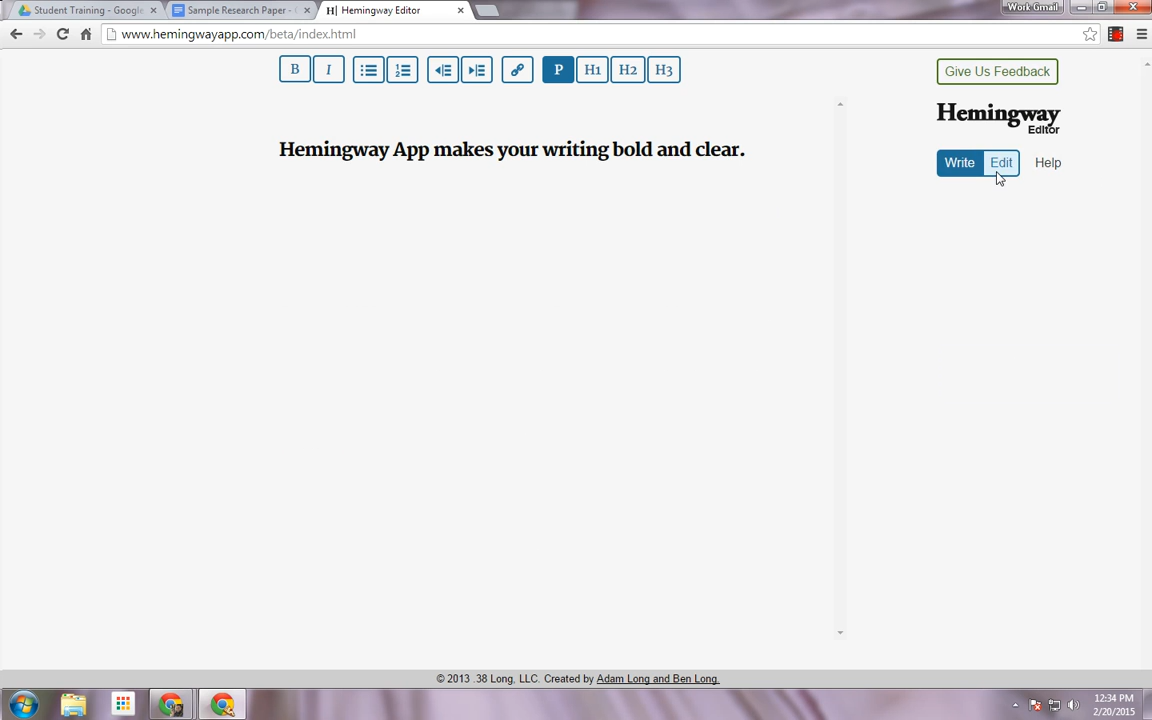 Student Training - Google
Sample Research Paper -
Hemingway Editor
Work Gmail
www.hemingwayapp.com/beta/index.html
B I P H1 H2 H3
Give Us Feedback
Hemingway
Editor
Write Edit Help
Hemingway App makes your writing bold and clear.
© 2013 .38 Long, LLC. Created by Adam Long and Ben Long.
12:34 PM
2/20/2015